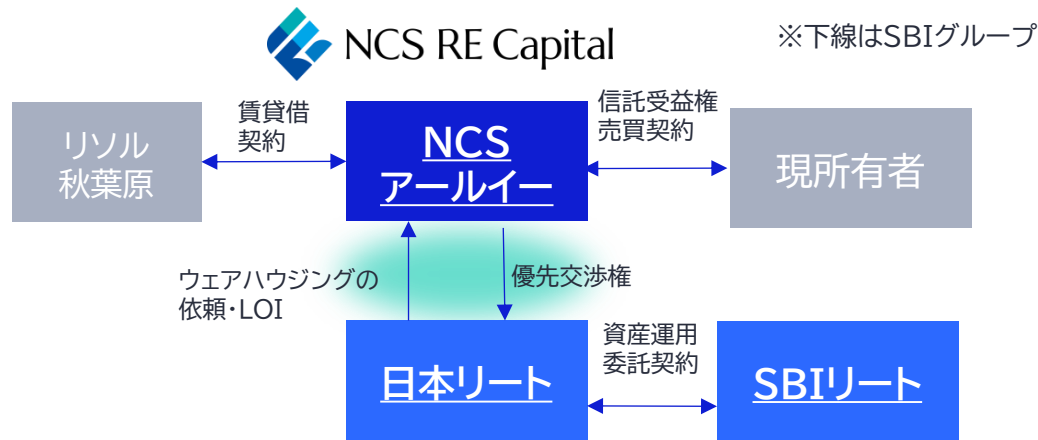 NCS RE Capital
※下線はSBIグループ
リソル
秋葉原
賃貸借
契約
NCS
アールイー
信託受益権
売買契約
現所有者
ウェアハウジングの
依頼・LOI
優先交渉権
日本リート
資産運用
委託契約
SBIリート